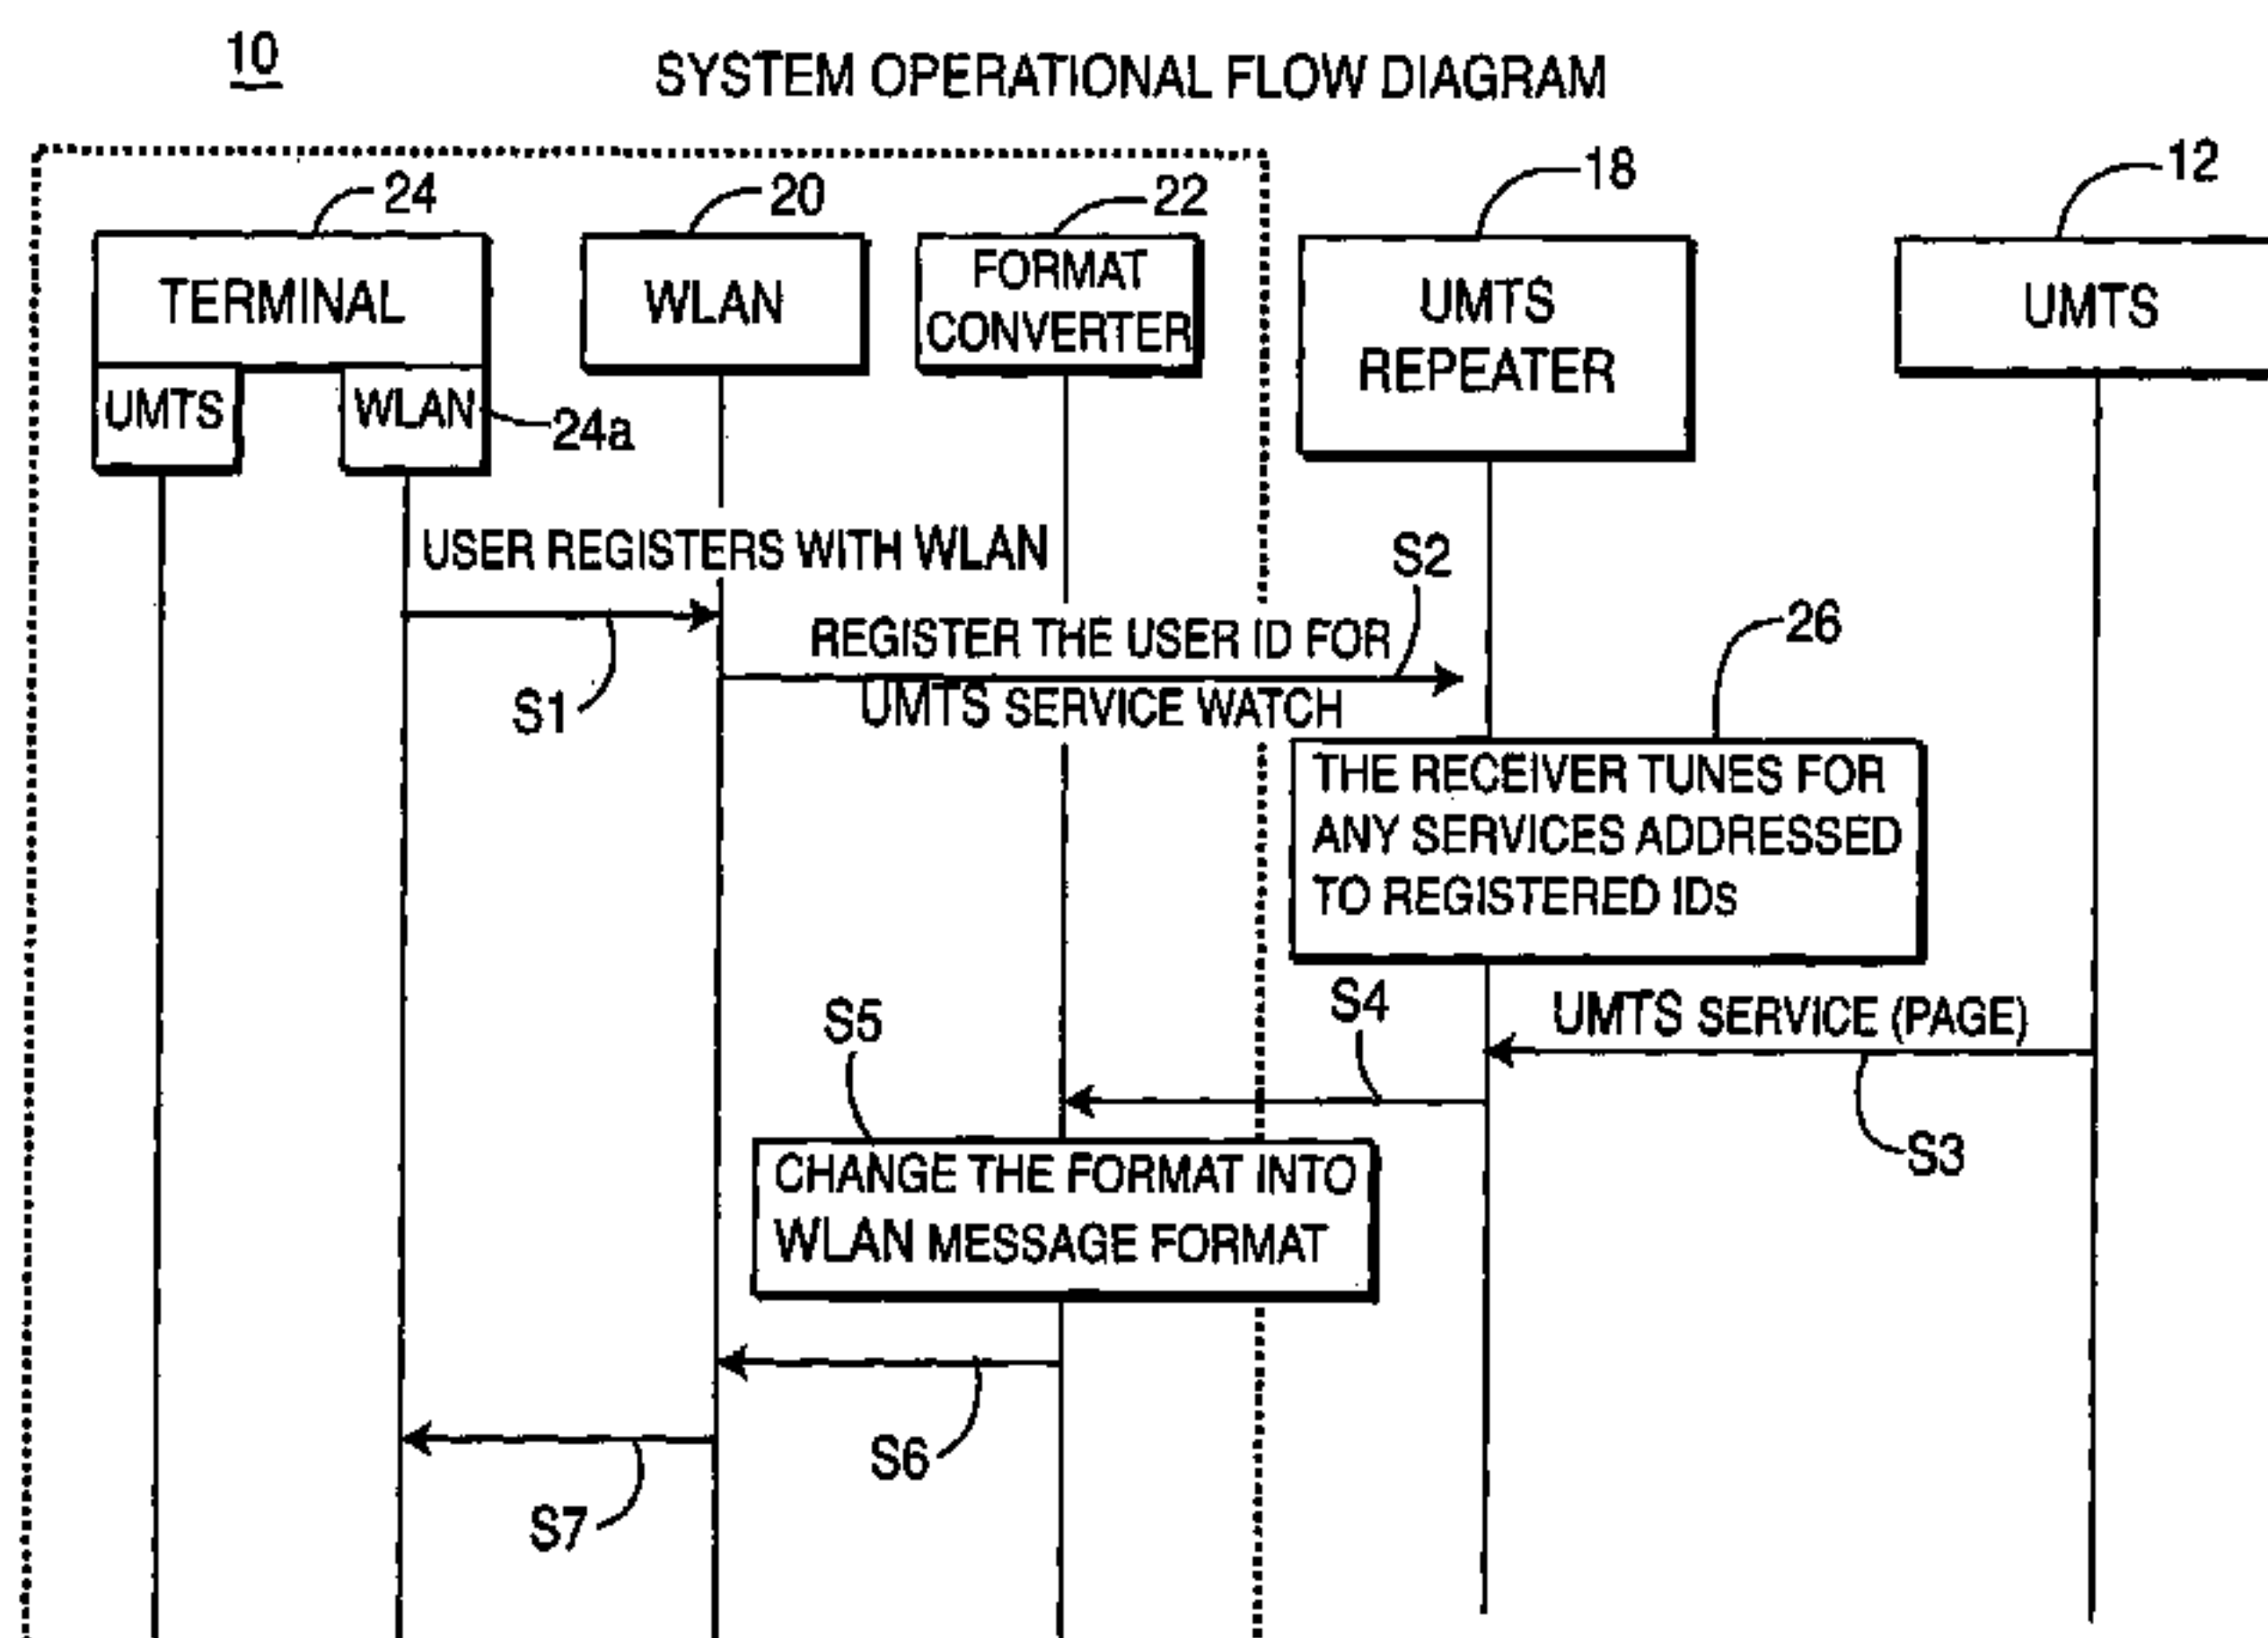 10
SYSTEM OPERATIONAL FLOW DIAGRAM
24
20
22
18
12
TERMINAL
UMTS
WLAN
24a
WLAN
FORMAT
CONVERTER
UMTS
REPEATER
UMTS
USER REGISTERS WITH WLAN
S1
S2
REGISTER THE USER ID FOR
UMTS SERVICE WATCH
26
THE RECEIVER TUNES FOR
ANY SERVICES ADDRESSED
TO REGISTERED IDs
UMTS SERVICE (PAGE)
S3
S4
S5
CHANGE THE FORMAT INTO
WLAN MESSAGE FORMAT
S6
S7